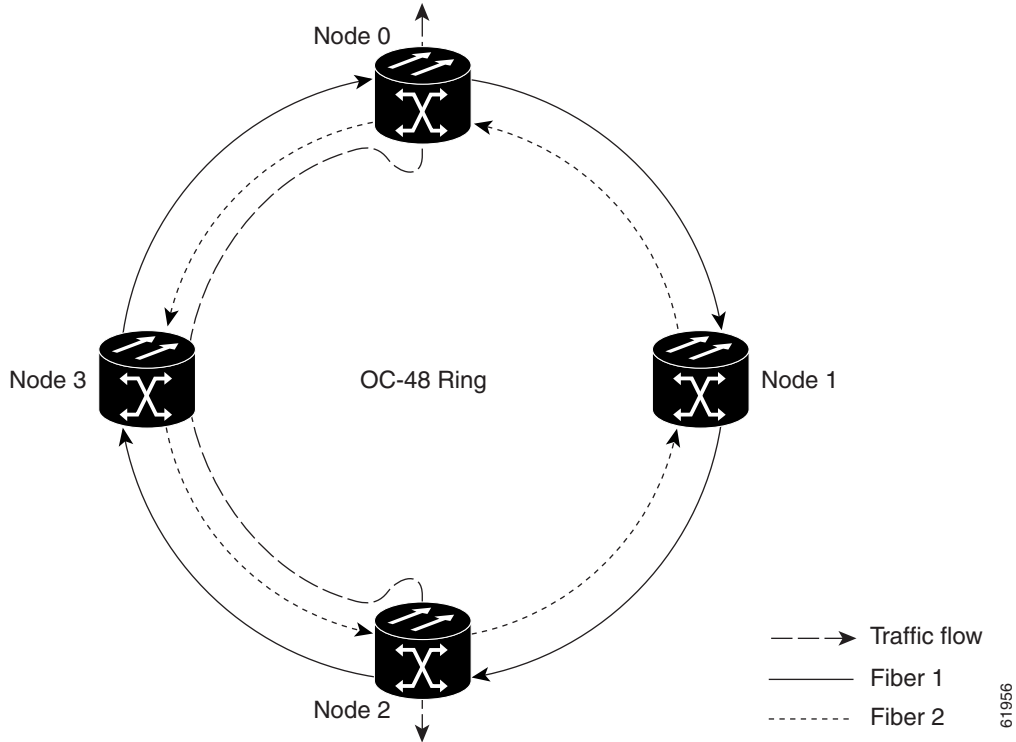 Node 0
Node 3
OC-48 Ring
Node 1
Node 2
Traffic flow
Fiber 1
Fiber 2
61956